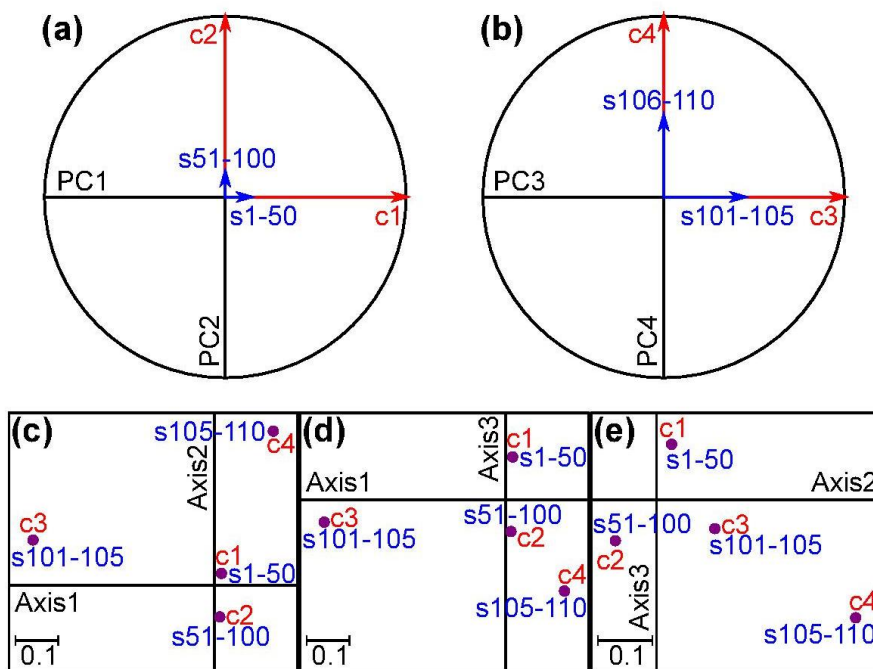 (a)
c2
s51-100
PC1
s1-50
c1
PC2
(b)
c4
s106-110
PC3
s101-105
c3
PC4
(c)
s105-110
c4
Axis2
c3
s101-105
c1
s1-50
Axis1
c2
s51-100
0.1
(d)
Axis3
c1
s1-50
Axis1
s51-100
c3
s101-105
c2
c4
s105-110
0.1
(e)
c1
s1-50
Axis2
s51-100
c3
c2
s101-105
Axis3
c4
s105-110
0.1